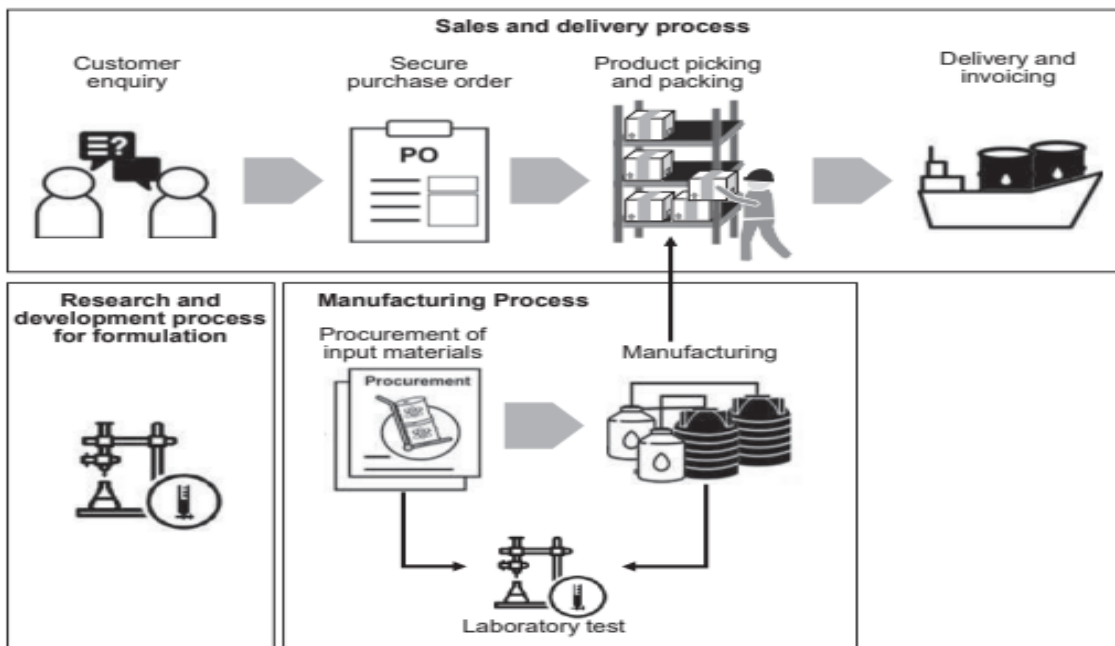 Sales and delivery process
Customer
enquiry
Secure
purchase order
Product picking
and packing
Delivery and
invoicing
?
PO
Research and
development process
for formulation
Manufacturing Process
Procurement of
input materials
Manufacturing
Procurement
Laboratory test